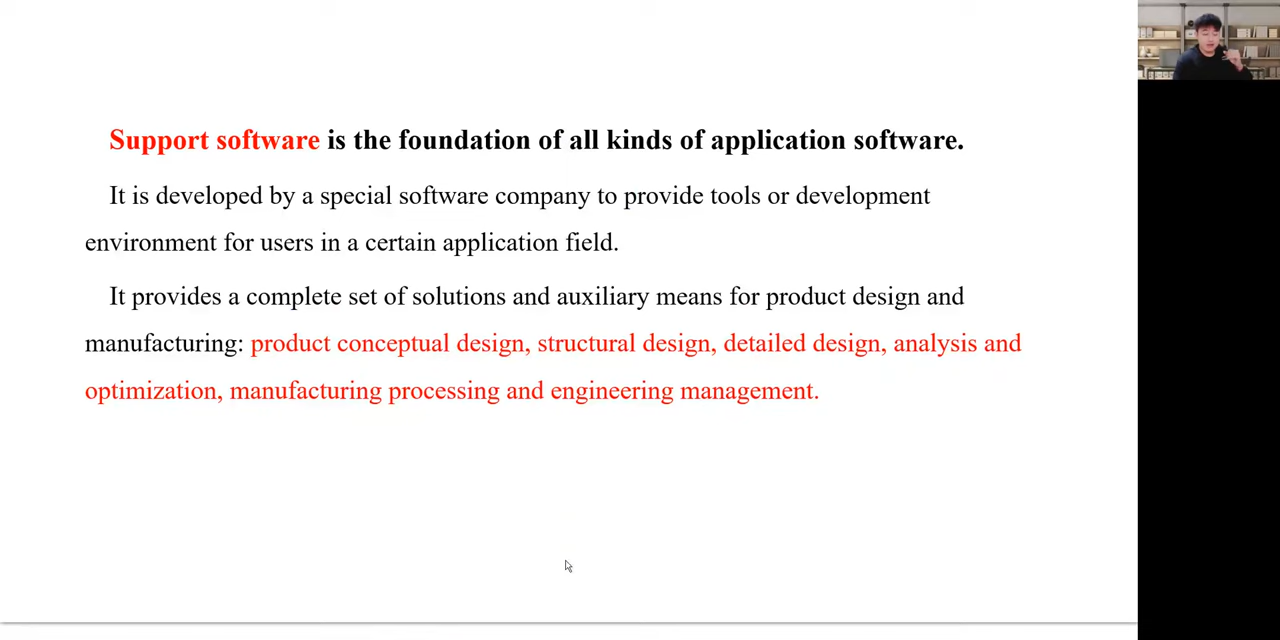 Support software is the foundation of all kinds of application software.
It is developed by a special software company to provide tools or development
environment for users in a certain application field.
It provides a complete set of solutions and auxiliary means for product design and
manufacturing: product conceptual design, structural design, detailed design, analysis and
optimization, manufacturing processing and engineering management.